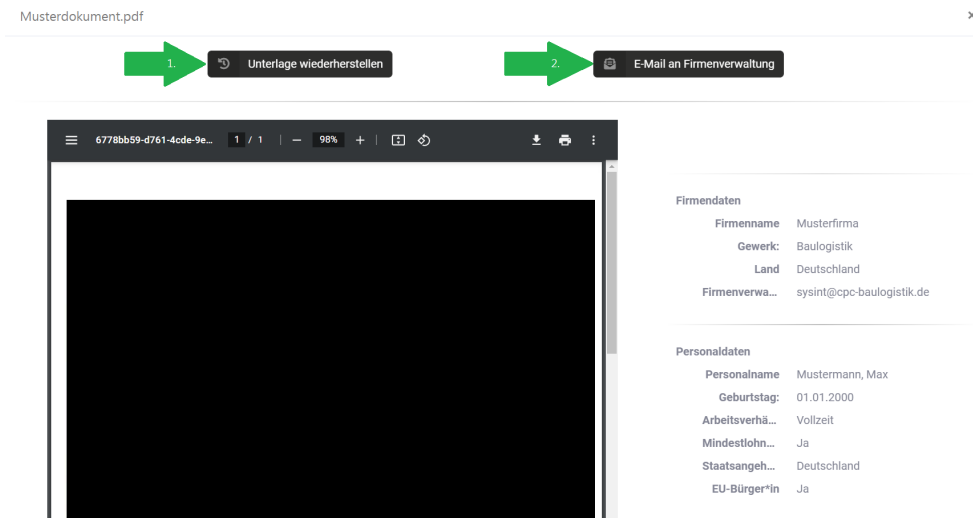 Musterdokument.pdf
1. Unterlage wiederherstellen 2. E-Mail an Firmenverwaltung
6778bb59-d761-4cde-9e... 1 / 1 98%
Firmendaten
Firmenname Musterfirma
Gewerk: Baulogistik
Land Deutschland
Firmenverwa... sysint@cpc-baulogistik.de
Personaldaten
Personalname Mustermann, Max
Geburtstag: 01.01.2000
Arbeitsverhä... Vollzeit
Mindestlohn... Ja
Staatsangeh... Deutschland
EU-Bürger*in Ja